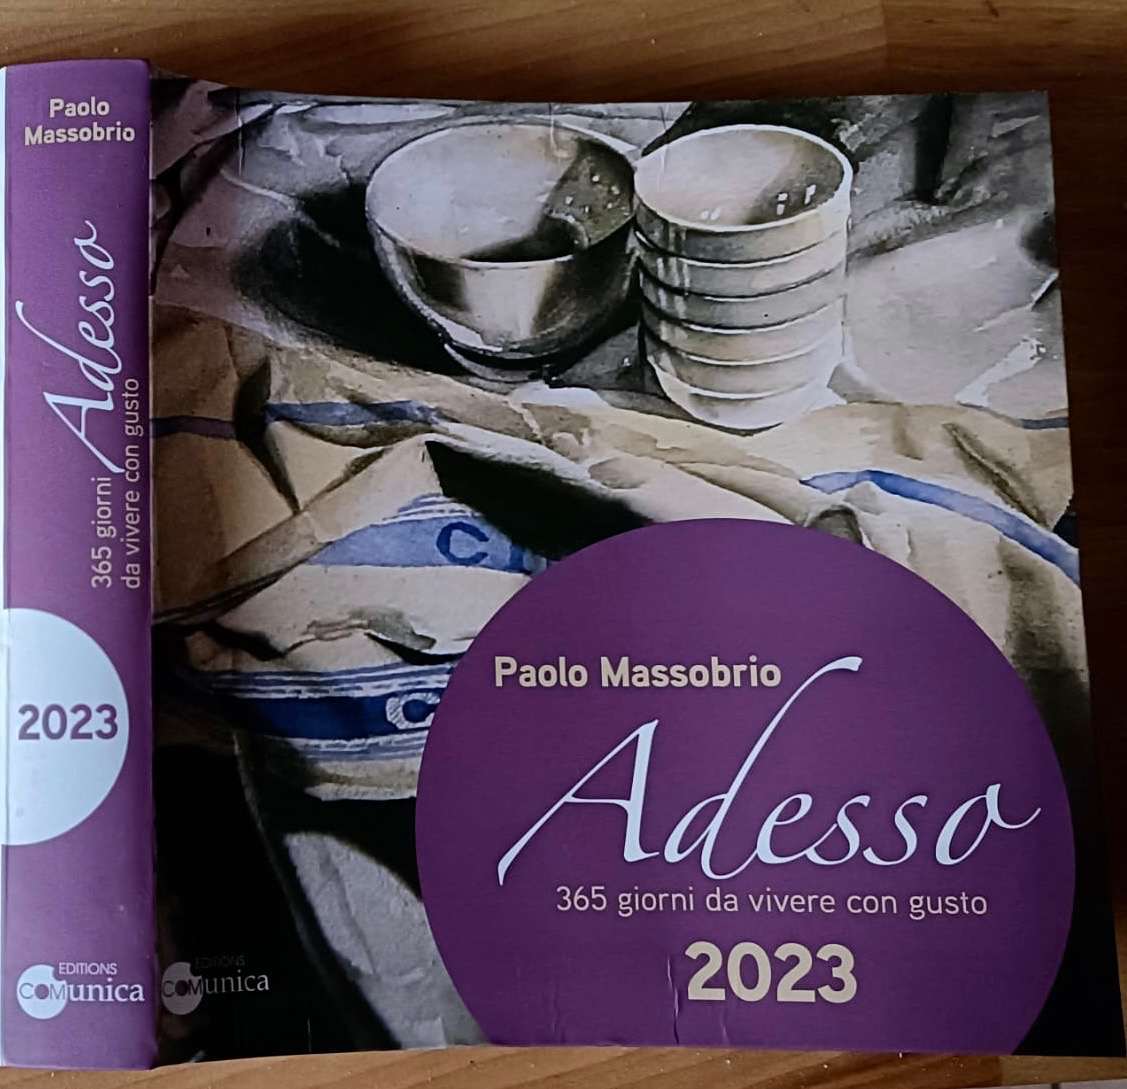 Paolo
Massobrio
Adesso
365 giorni
da vivere con gusto
2023
EDITIONS
COMunica
Paolo Massobrio
Adesso
365 giorni da vivere con gusto
2023
EDITIONS
COMunica